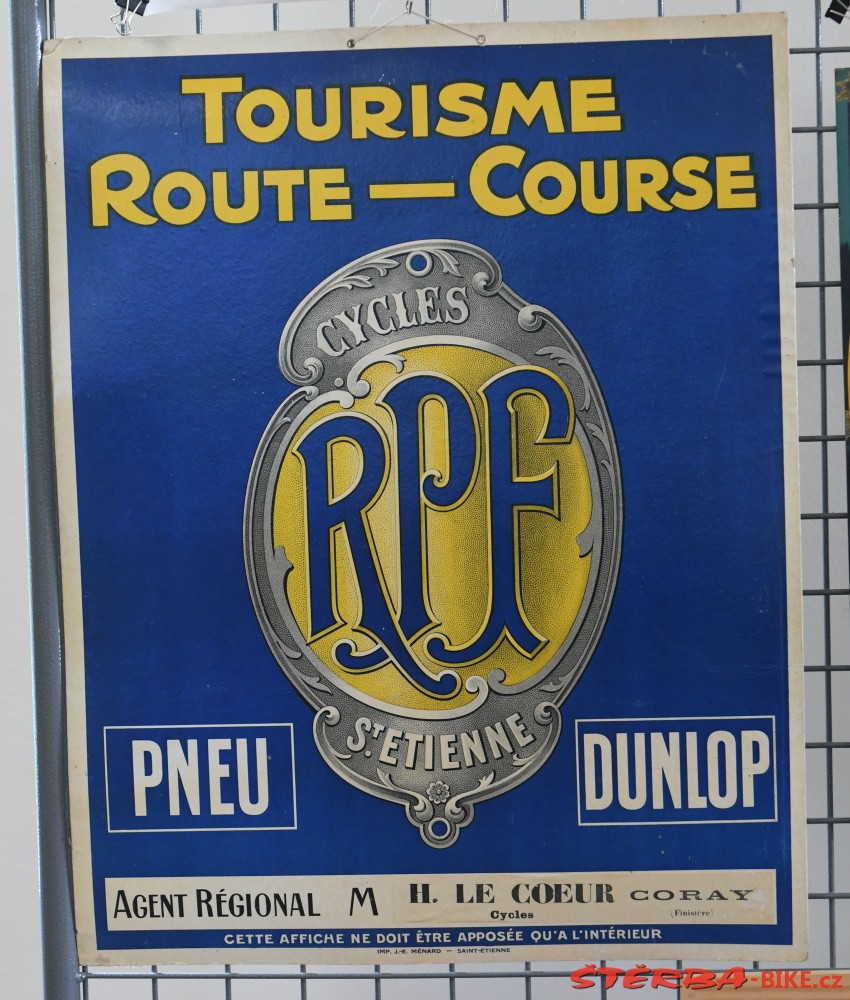 TOURISME
ROUTE — COURSE
CYCLES
RPF
ST ETIENNE
PNEU
DUNLOP
AGENT RÉGIONAL M H. LE COEUR CORAY
Cycles (Finistère)
CETTE AFFICHE NE DOIT ÊTRE APPOSÉE QU'A L'INTÉRIEUR
IMP. J.-E. MÉNARD — SAINT-ÉTIENNE
ŠTĚRBA-BIKE.cz